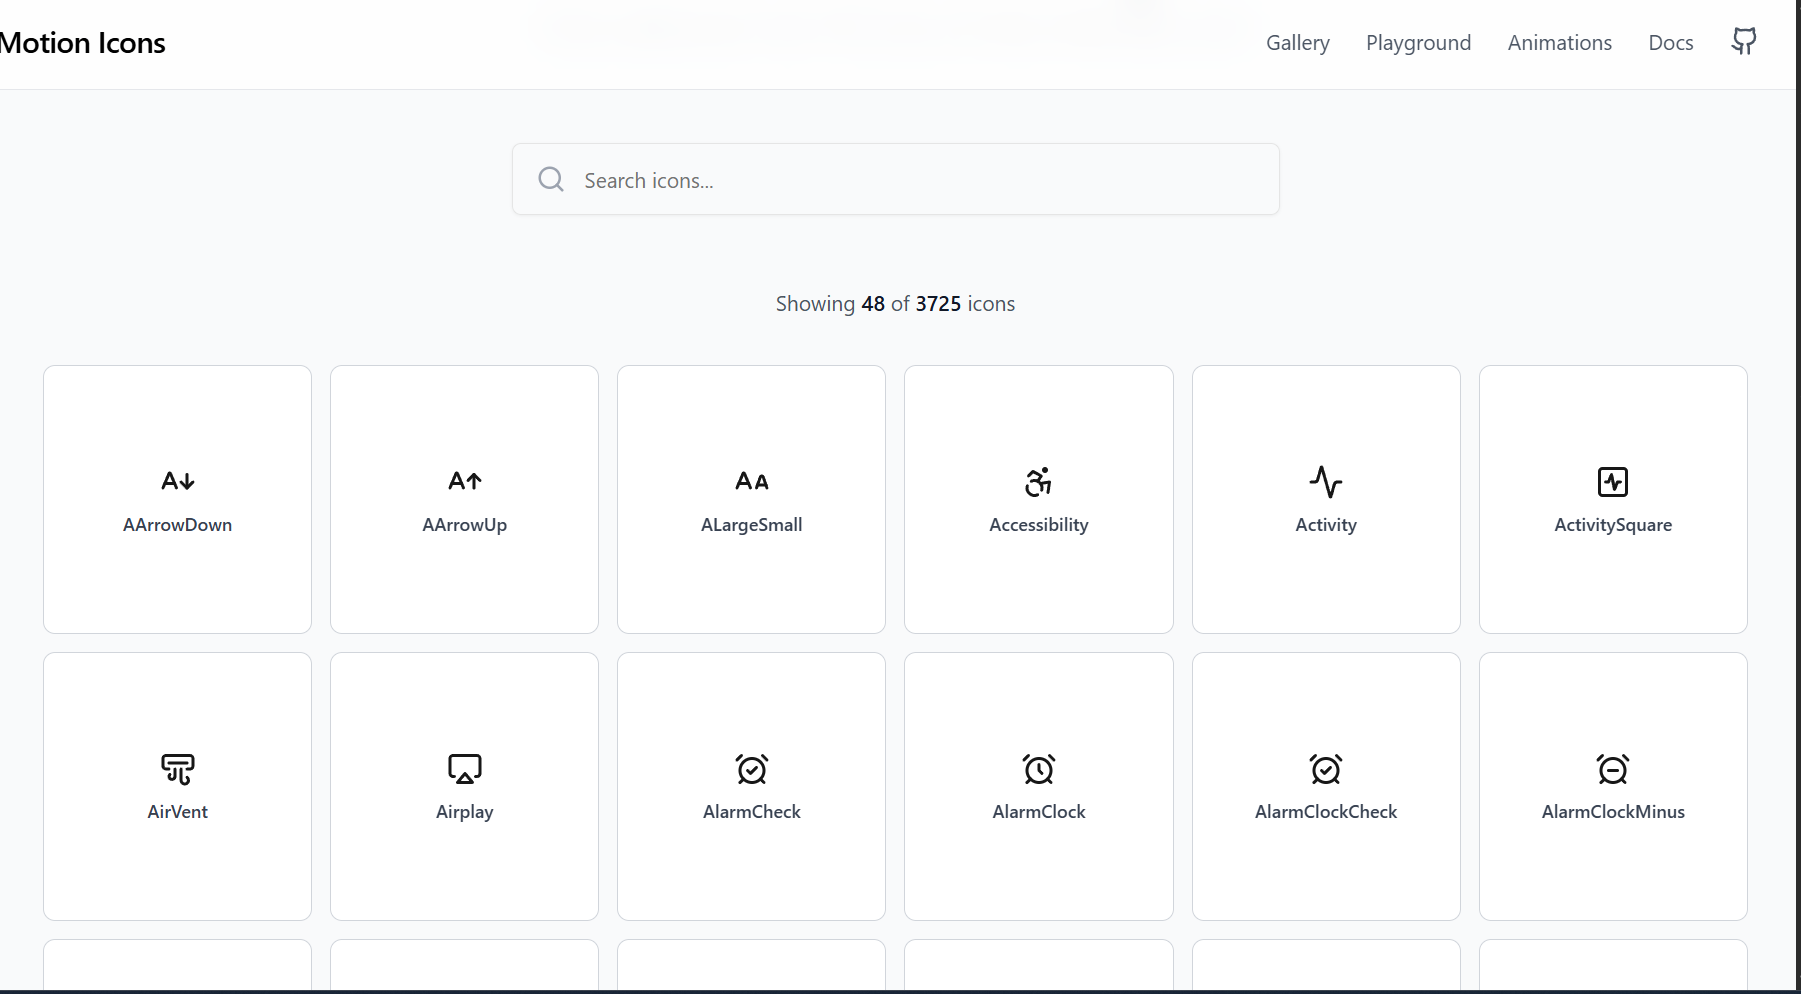 Motion Icons
Gallery Playground Animations Docs
Search icons...
Showing 48 of 3725 icons
AArrowDown AArrowUp ALargeSmall Accessibility Activity ActivitySquare
AirVent Airplay AlarmCheck AlarmClock AlarmClockCheck AlarmClockMinus